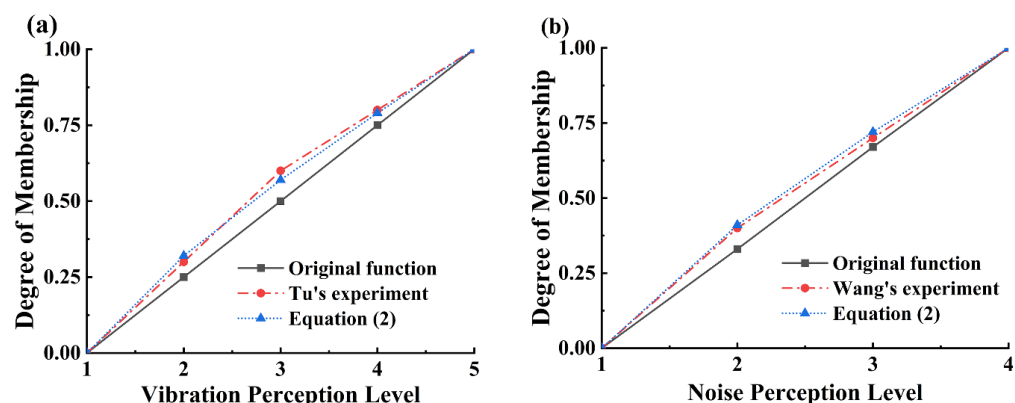 (a)
1.00
0.75
0.50
0.25
0.00
Degree of Membership
Original function
Tu's experiment
Equation (2)
1 2 3 4 5
Vibration Perception Level
(b)
1.00
0.75
0.50
0.25
0.00
Degree of Membership
Original function
Wang's experiment
Equation (2)
1 2 3 4
Noise Perception Level